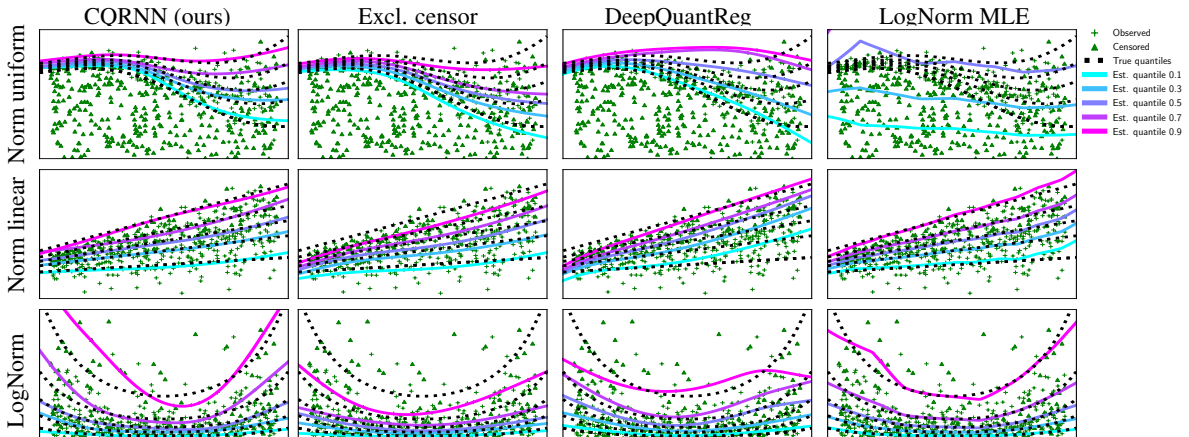 CQRNN (ours) Excl. censor DeepQuantReg LogNorm MLE
Norm uniform
Norm linear
LogNorm
Observed
Censored
True quantiles
Est. quantile 0.1
Est. quantile 0.3
Est. quantile 0.5
Est. quantile 0.7
Est. quantile 0.9